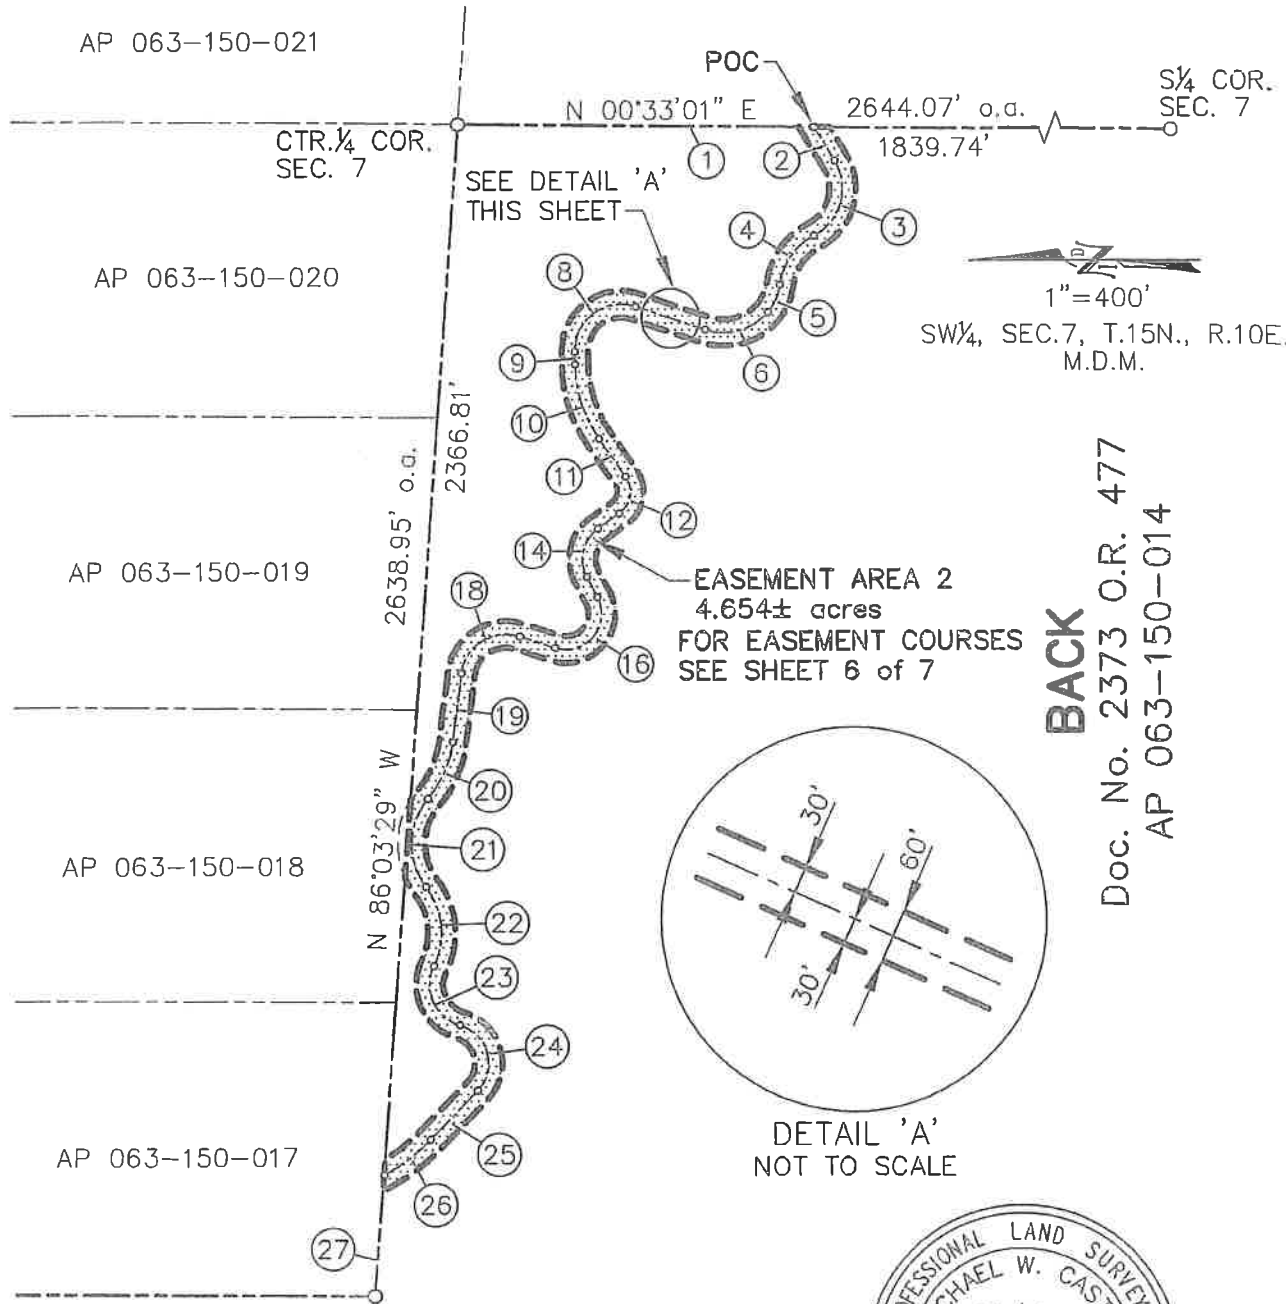 AP 063-150-021
POC
N 00°33'01" E
2644.07' o.a.
S¼ COR.
SEC. 7
CTR.¼ COR.
SEC. 7
1
2
1839.74'
SEE DETAIL 'A'
THIS SHEET
3
4
AP 063-150-020
8
5
1"=400'
SW¼, SEC.7, T.15N., R.10E.
M.D.M.
9
6
10
2366.81'
2638.95' o.a.
11
12
14
AP 063-150-019
EASEMENT AREA 2
4.654± acres
FOR EASEMENT COURSES
SEE SHEET 6 of 7
18
16
BACK
Doc. No. 2373 O.R. 477
AP 063-150-014
19
20
N 86°03'29" W
21
AP 063-150-018
22
23
24
30'
60'
30'
DETAIL 'A'
NOT TO SCALE
AP 063-150-017
25
26
27
LAND
W.